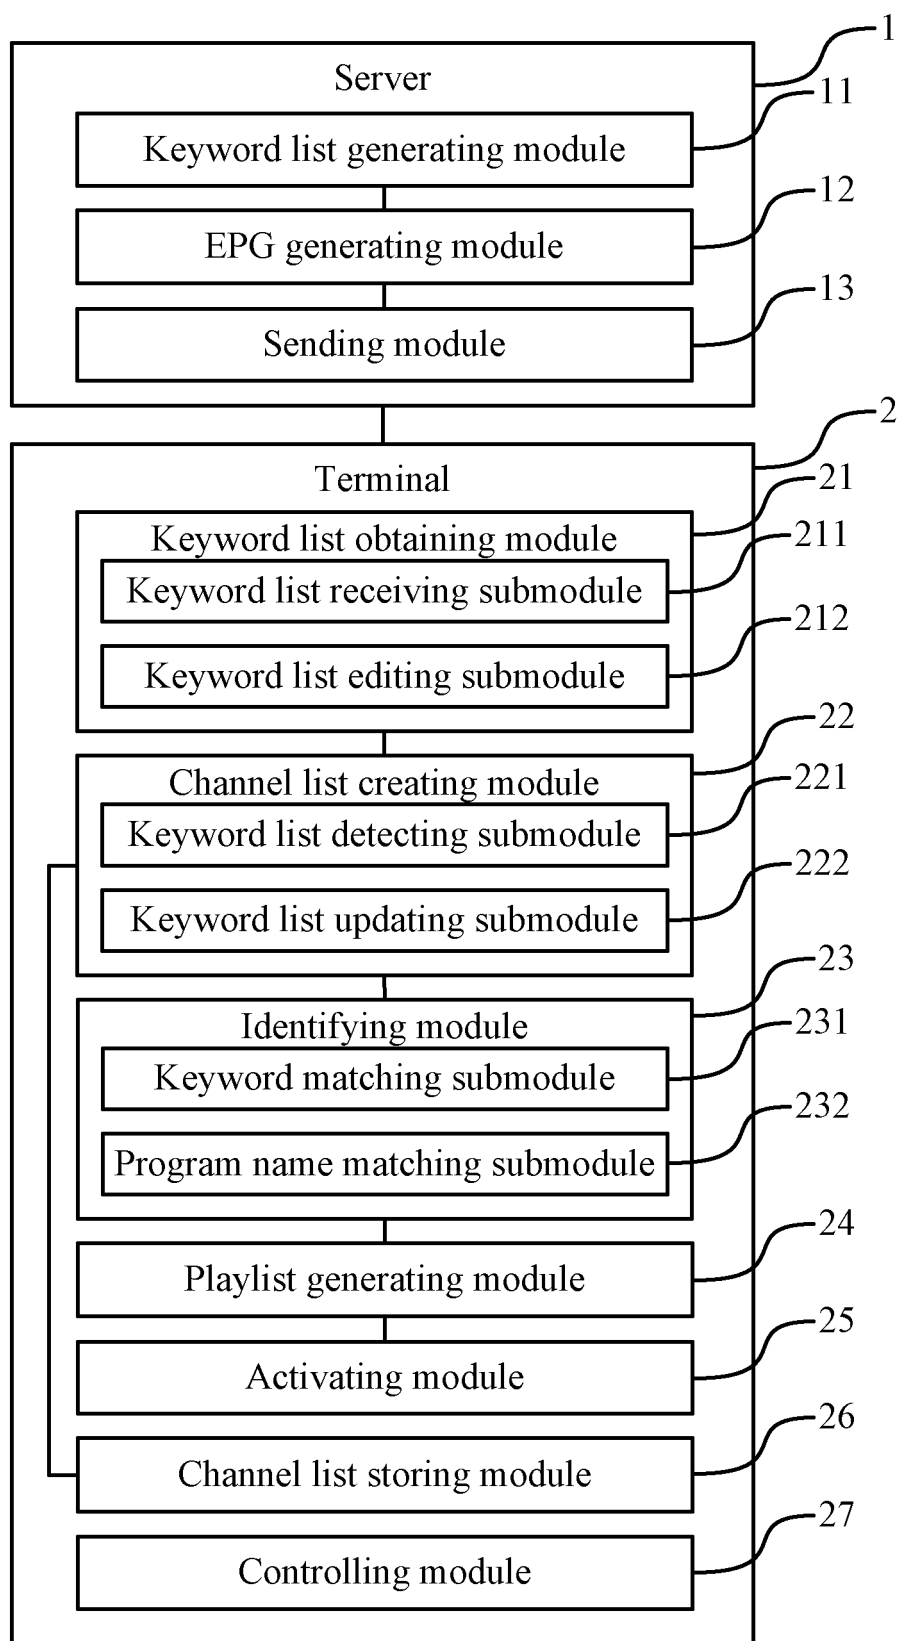 1
Server
11
Keyword list generating module
12
EPG generating module
13
Sending module
2
Terminal
21
Keyword list obtaining module
211
Keyword list receiving submodule
212
Keyword list editing submodule
22
Channel list creating module
221
Keyword list detecting submodule
222
Keyword list updating submodule
23
Identifying module
231
Keyword matching submodule
232
Program name matching submodule
24
Playlist generating module
25
Activating module
26
Channel list storing module
27
Controlling module